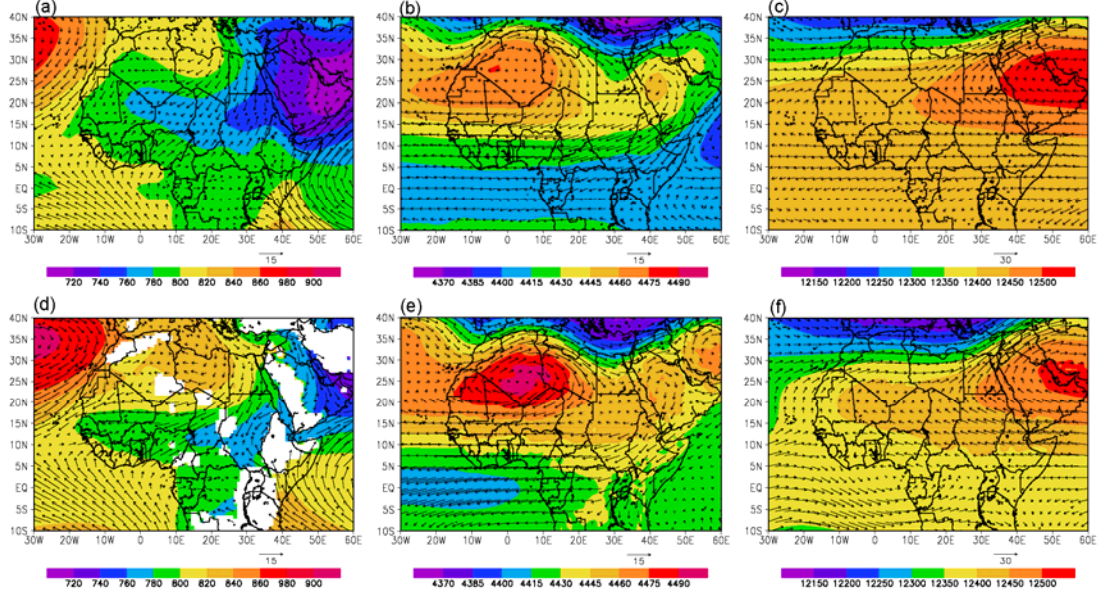 (a)
40N
35N
30N
25N
20N
15N
10N
5N
EQ
5S
10S
30W 20W 10W 0 10E 20E 30E 40E 50E 60E
15
720 740 760 780 800 820 840 860 980 900
(b)
40N
35N
30N
25N
20N
15N
10N
5N
EQ
5S
10S
30W 20W 10W 0 10E 20E 30E 40E 50E 60E
15
4370 4385 4400 4415 4430 4445 4460 4475 4490
(c)
40N
35N
30N
25N
20N
15N
10N
5N
EQ
5S
10S
30W 20W 10W 0 10E 20E 30E 40E 50E 60E
30
12150 12200 12250 12300 12350 12400 12450 12500
(d)
40N
35N
30N
25N
20N
15N
10N
5N
EQ
5S
10S
30W 20W 10W 0 10E 20E 30E 40E 50E 60E
15
720 740 760 780 800 820 840 860 980 900
(e)
40N
35N
30N
25N
20N
15N
10N
5N
EQ
5S
10S
30W 20W 10W 0 10E 20E 30E 40E 50E 60E
15
4370 4385 4400 4415 4430 4445 4460 4475 4490
(f)
40N
35N
30N
25N
20N
15N
10N
5N
EQ
5S
10S
30W 20W 10W 0 10E 20E 30E 40E 50E 60E
30
12150 12200 12250 12300 12350 12400 12450 12500